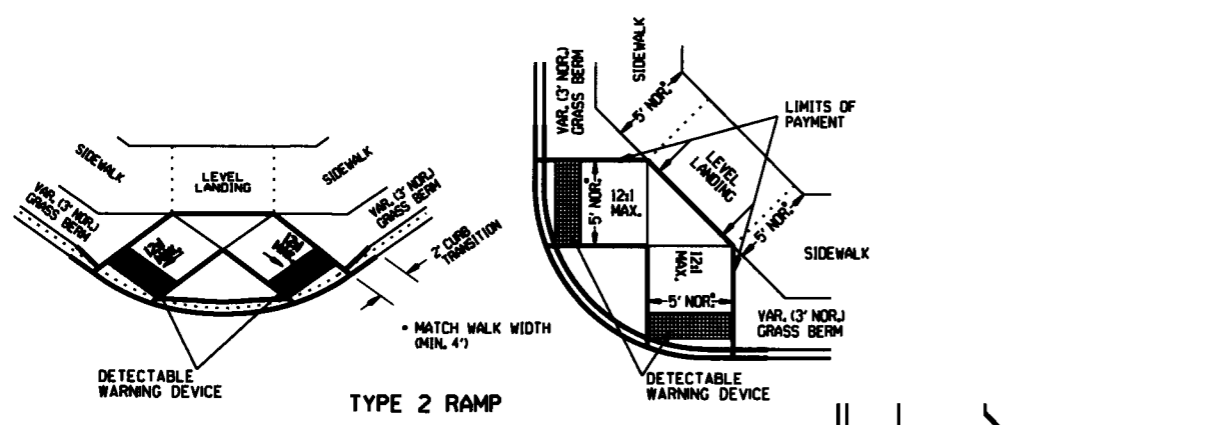 SIDEWALK
LEVEL
LANDING
SIDEWALK
VAR. (3' NOR.)
GRASS BERM
VAR. (3' NOR.)
GRASS BERM
2' CURB
TRANSITION
• MATCH WALK WIDTH
(MIN. 4')
DETECTABLE
WARNING DEVICE
TYPE 2 RAMP
VAR. (3' NOR.)
GRASS BERM
SIDEWALK
5' NOR.*
LIMITS OF
PAYMENT
LEVEL
LANDING
5' NOR.*
12:1
MAX.
5' NOR.*
SIDEWALK
12:1
MAX.
5' NOR.*
VAR. (3' NOR.)
GRASS BERM
DETECTABLE
WARNING DEVICE